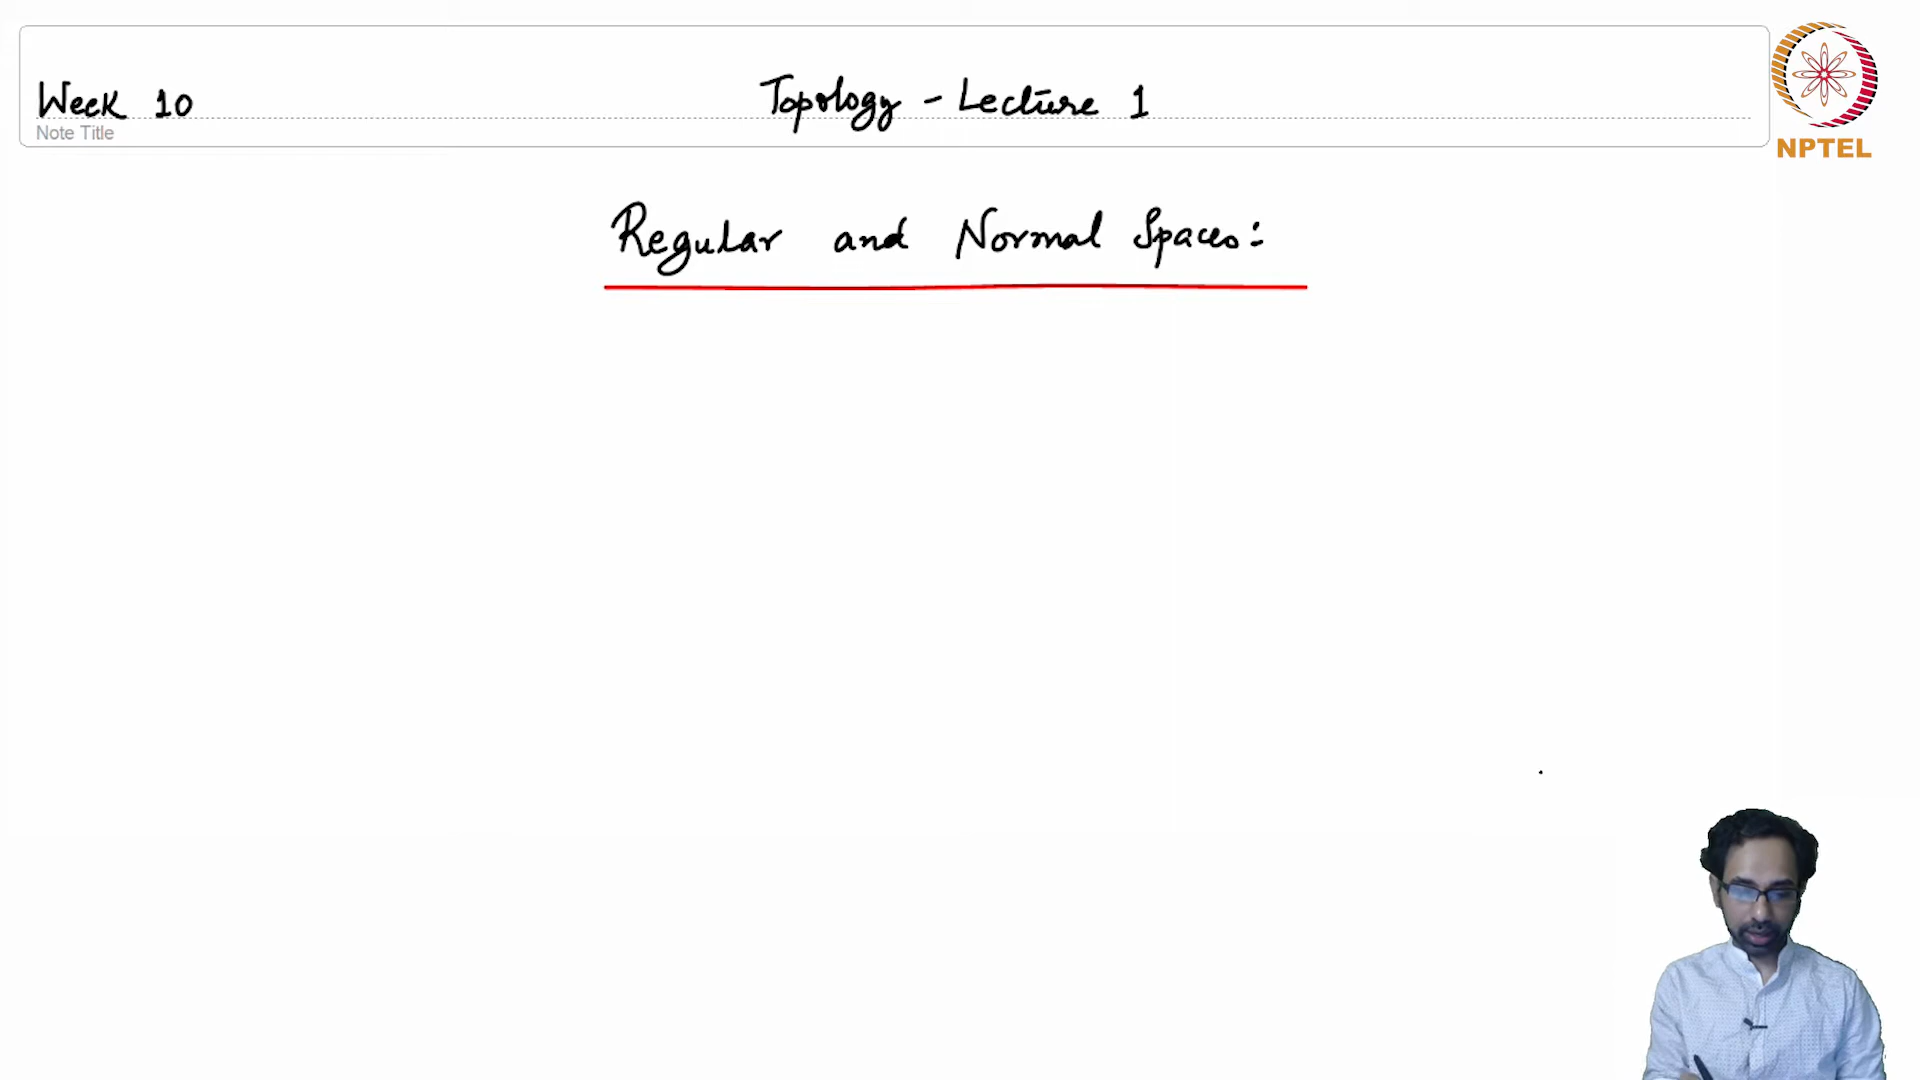 Week 10
Topology - Lecture 1
Note Title
NPTEL
Regular and Normal Spaces: